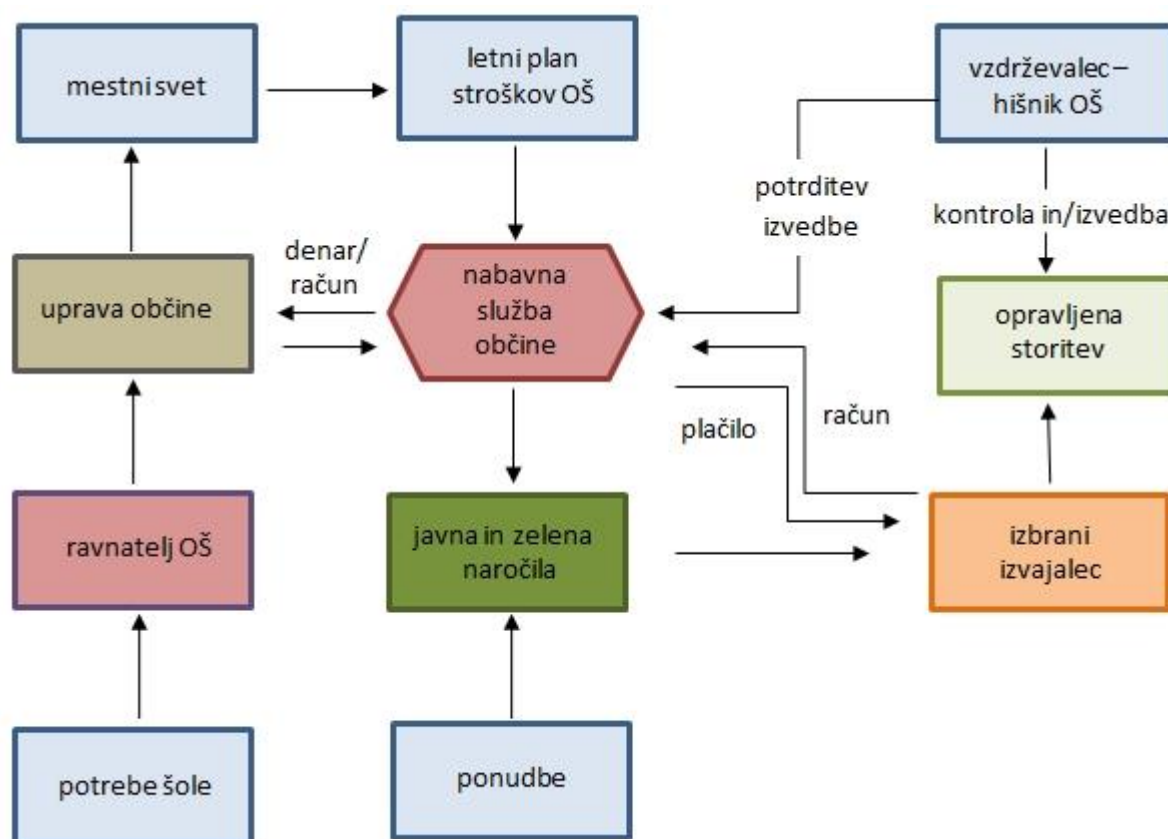 mestni svet
letni plan
stroškov OŠ
vzdrževalec –
hišnik OŠ
potrditev
izvedbe
kontrola in/izvedba
denar/
račun
uprava občine
nabavna
služba
občine
opravljena
storitev
plačilo
račun
ravnatelj OŠ
javna in zelena
naročila
izbrani
izvajalec
potrebe šole
ponudbe